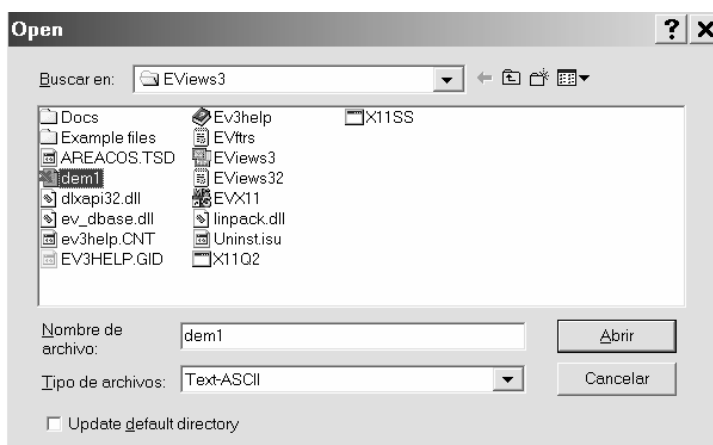 Open
Buscar en: EViews3
Docs
Example files
AREACOS.TSD
dem1
dlxapi32.dll
ev_dbase.dll
ev3help.CNT
EV3HELP.GID
Ev3help
EVftrs
EViews3
EViews32
EVX11
linpack.dll
Uninst.isu
X11Q2
X11SS
Nombre de
archivo:
dem1
Abrir
Tipo de archivos: Text-ASCII
Cancelar
Update default directory